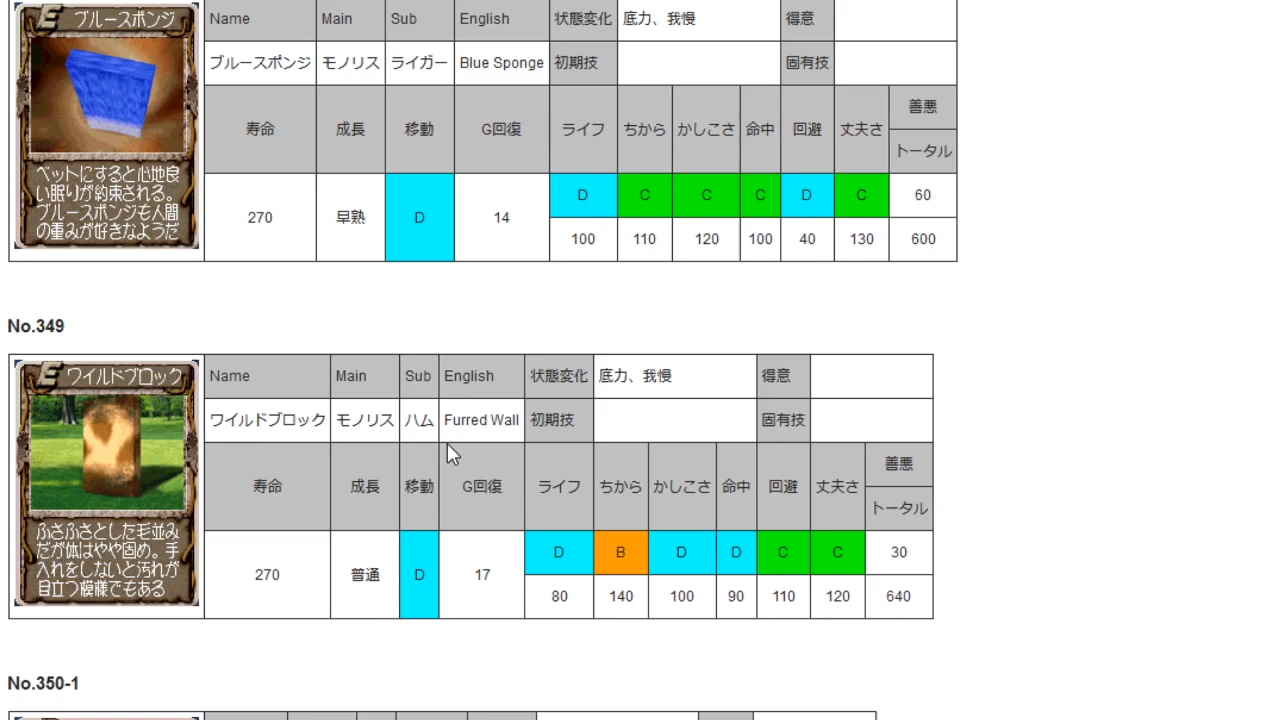 E ブルースポンジ
ベットにすると心地良
い眠りが約束される。
ブルースポンジも人間
の重みが好きなようだ
Name Main Sub English 状態変化 底力、我慢 得意
ブルースポンジ モノリス ライガー Blue Sponge 初期技 固有技
寿命 成長 移動 G回復 ライフ ちから かしこさ 命中 回避 丈夫さ 善悪
トータル
270 早熟 D 14 D C C C D C 60
100 110 120 100 40 130 600
No.349
E ワイルドブロック
ふさふさとした毛並み
だが体はやや固め。手
入れをしないと汚れが
目立つ模様でもある
Name Main Sub English 状態変化 底力、我慢 得意
ワイルドブロック モノリス ハム Furred Wall 初期技 固有技
寿命 成長 移動 G回復 ライフ ちから かしこさ 命中 回避 丈夫さ 善悪
トータル
270 普通 D 17 D B D D C C 30
80 140 100 90 110 120 640
No.350-1